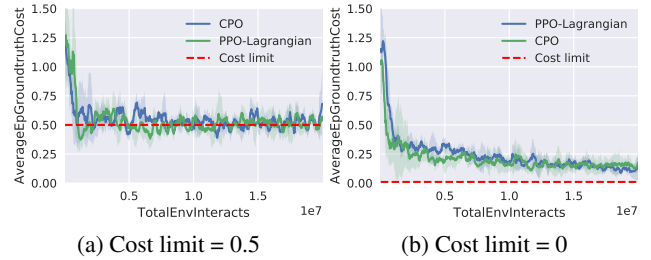 1.50
1.25
1.00
0.75
0.50
0.25
0.00
AverageEpGroundtruthCost
CPO
PPO-Lagrangian
Cost limit
0.5 1.0 1.5
1e7
TotalEnvInteracts
(a) Cost limit = 0.5
1.50
1.25
1.00
0.75
0.50
0.25
0.00
AverageEpGroundtruthCost
PPO-Lagrangian
CPO
Cost limit
0.5 1.0 1.5 2.0
1e7
TotalEnvInteracts
(b) Cost limit = 0